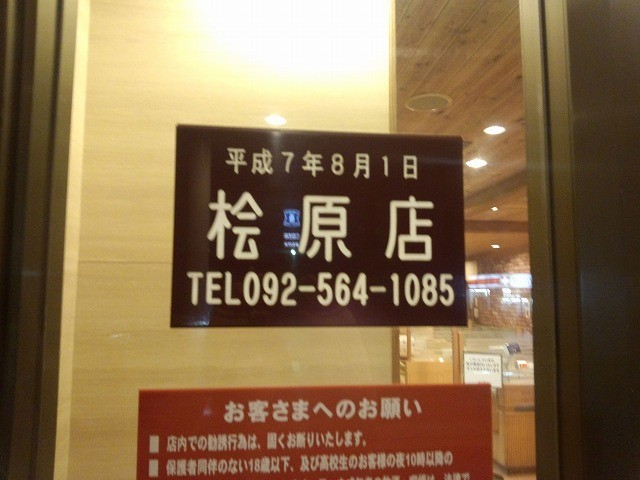 平成7年8月1日
桧原店
TEL092-564-1085
お客さまへのお願い
■ 店内での勧誘行為は、固くお断りいたします。
■ 保護者同伴のない18歳以下、及び高校生のお客様の夜10時以降の